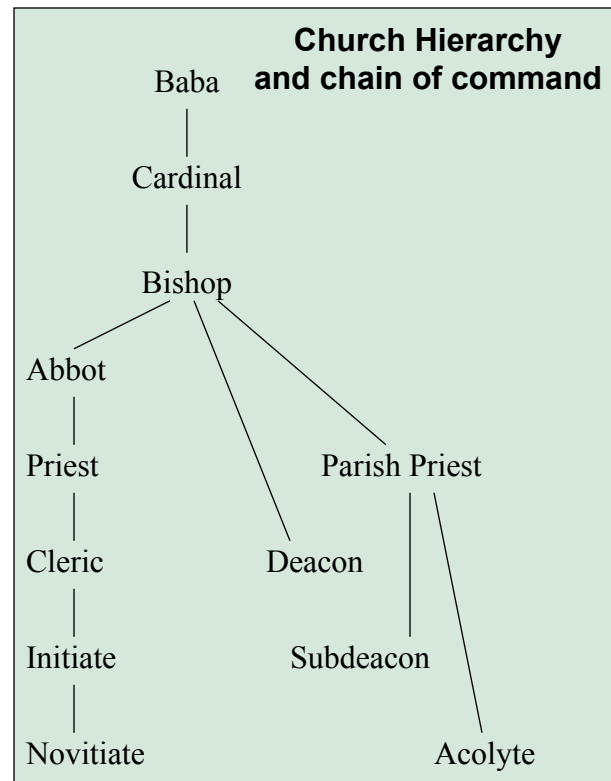 Church Hierarchy
and chain of command
Baba
Cardinal
Bishop
Abbot
Priest
Parish Priest
Cleric
Deacon
Initiate
Subdeacon
Novitiate
Acolyte